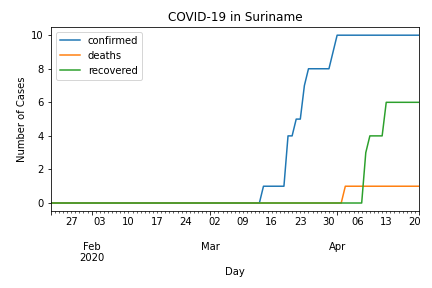 COVID-19 in Suriname
confirmed
deaths
recovered
Number of Cases
10
8
6
4
2
0
27 03 10 17 24 02 09 16 23 30 06 13 20
Feb Mar Apr
2020
Day